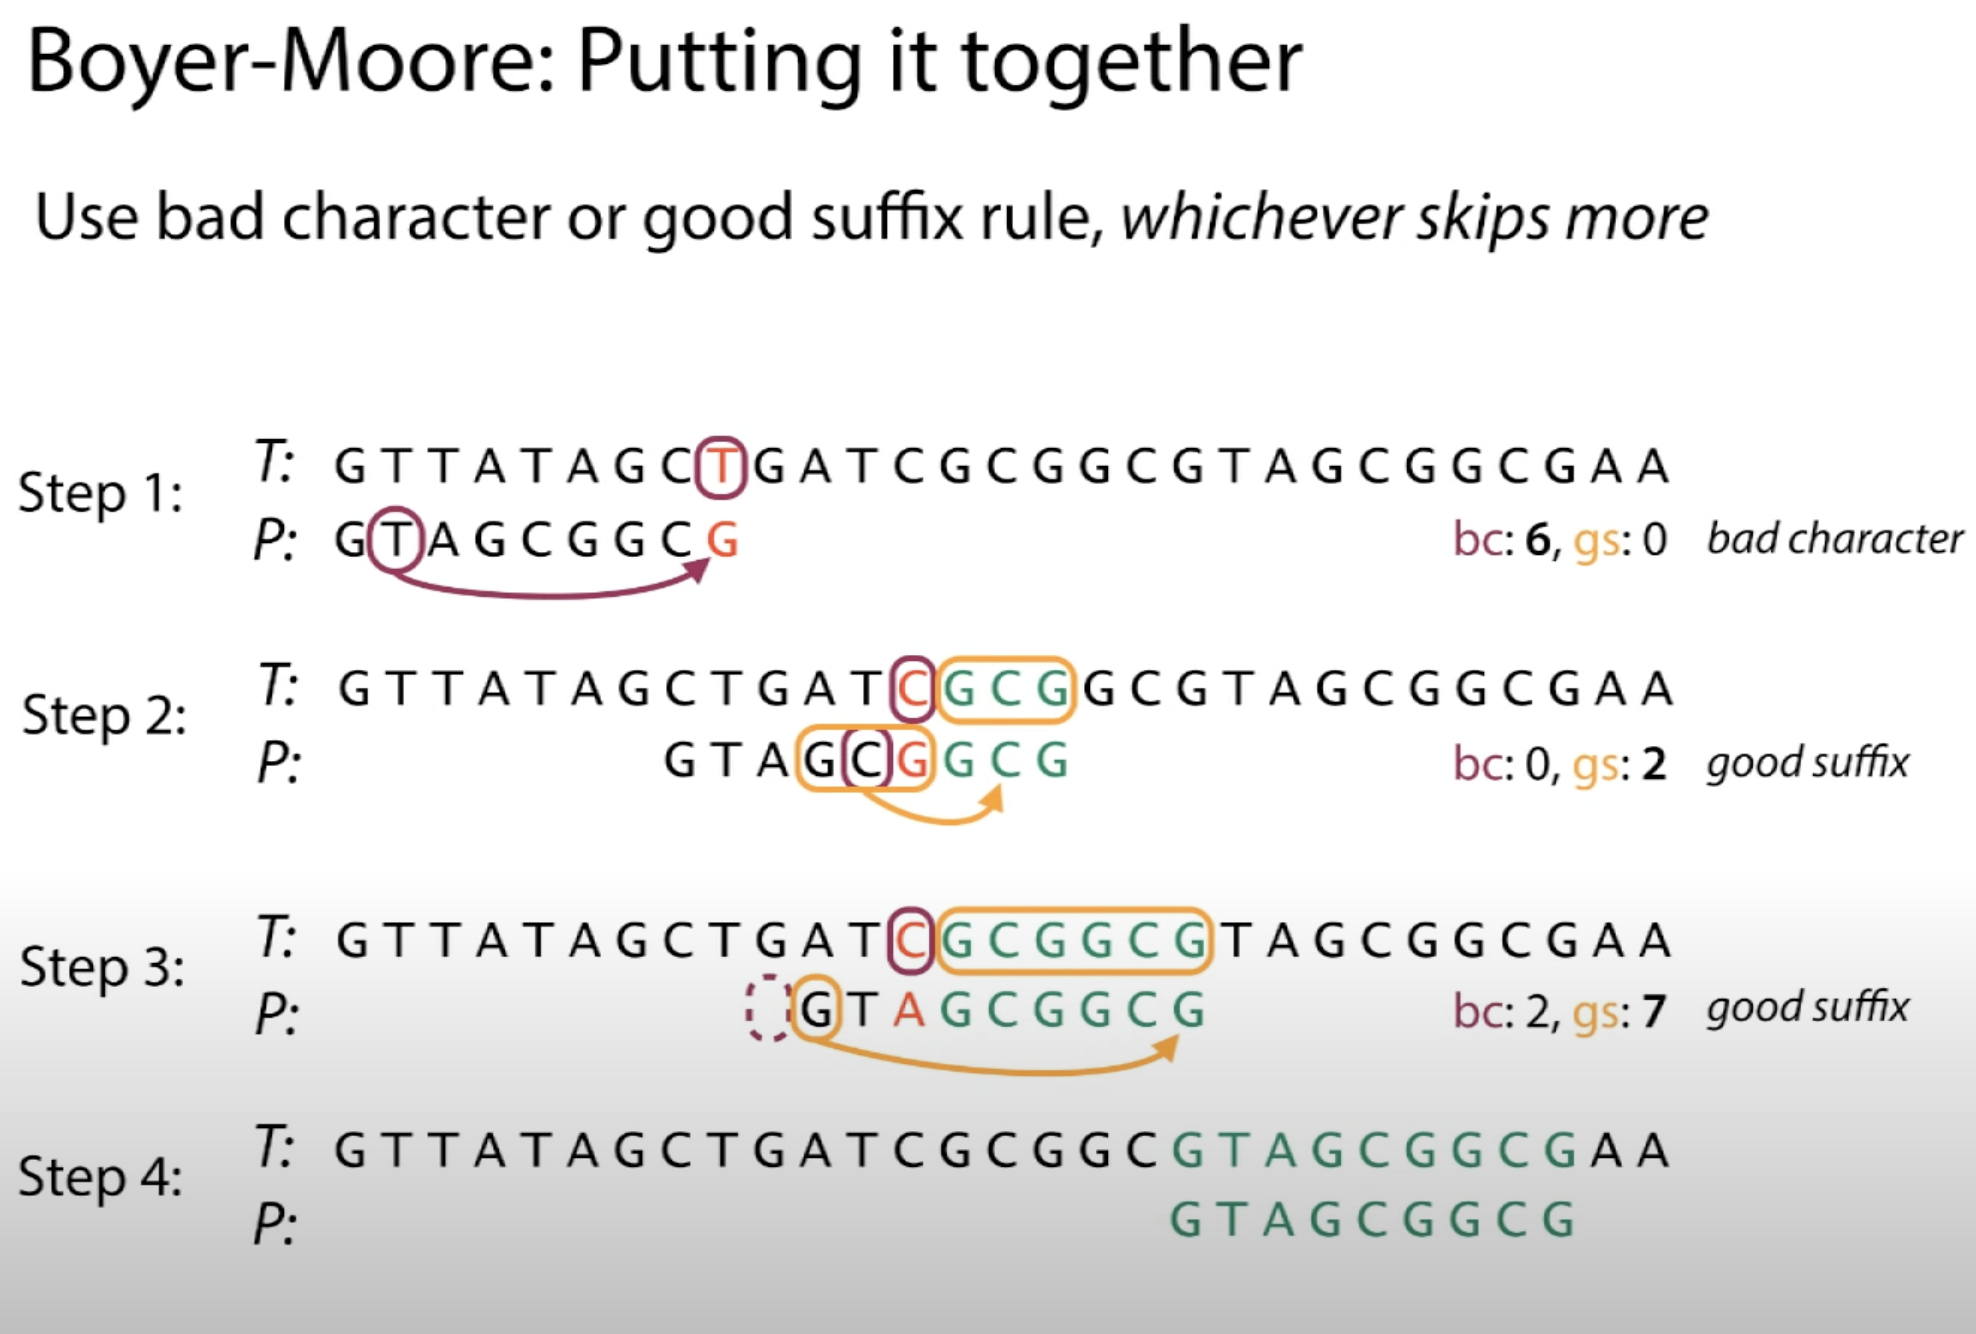 Boyer-Moore: Putting it together
Use bad character or good suffix rule, whichever skips more
Step 1:
T: G T T A T A G C T G A T C G C G G C G T A G C G G C G A A
P: G T A G C G G C G
bc: 6, gs: 0 bad character
Step 2:
T: G T T A T A G C T G A T C G C G G C G T A G C G G C G A A
P: G T A G C G G C G
bc: 0, gs: 2 good suffix
Step 3:
T: G T T A T A G C T G A T C G C G G C G T A G C G G C G A A
P: G T A G C G G C G
bc: 2, gs: 7 good suffix
Step 4:
T: G T T A T A G C T G A T C G C G G C G T A G C G G C G A A
P: G T A G C G G C G